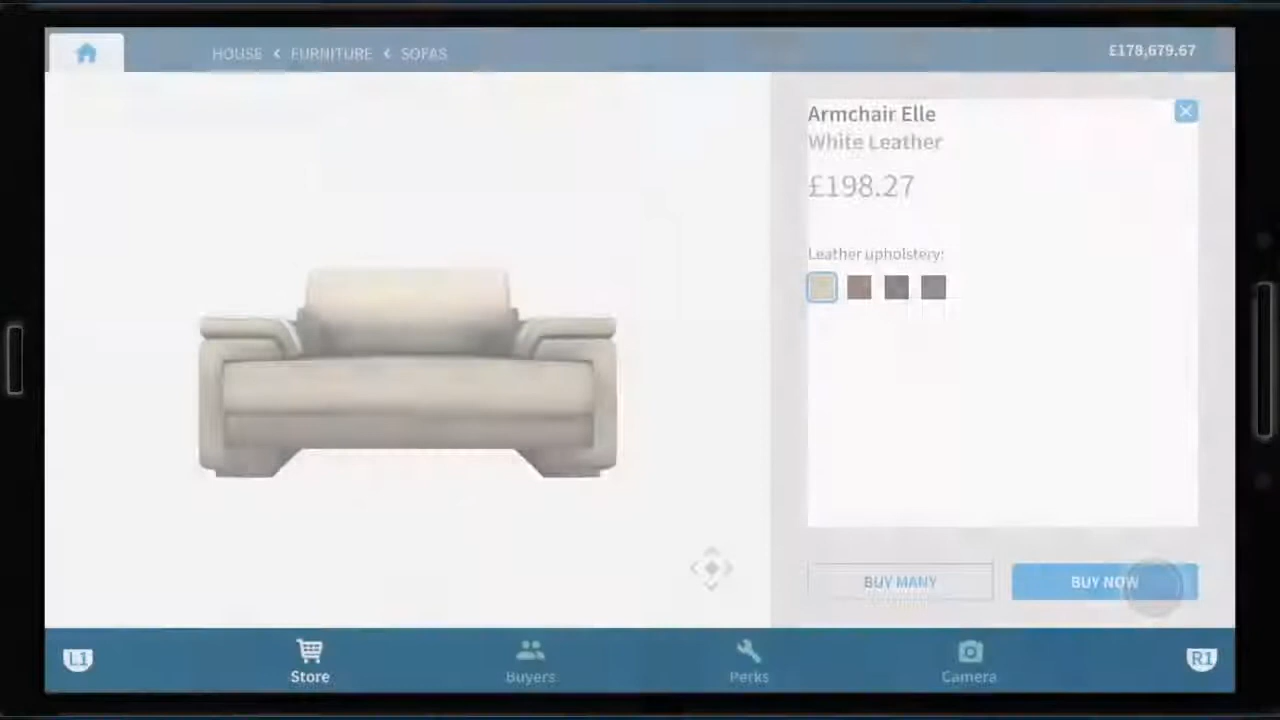 HOUSE < FURNITURE < SOFAS
£178,679.67
Armchair Elle
White Leather
£198.27
Leather upholstery:
BUY MANY
BUY NOW
L1
Store
Buyers
Perks
Camera
R1